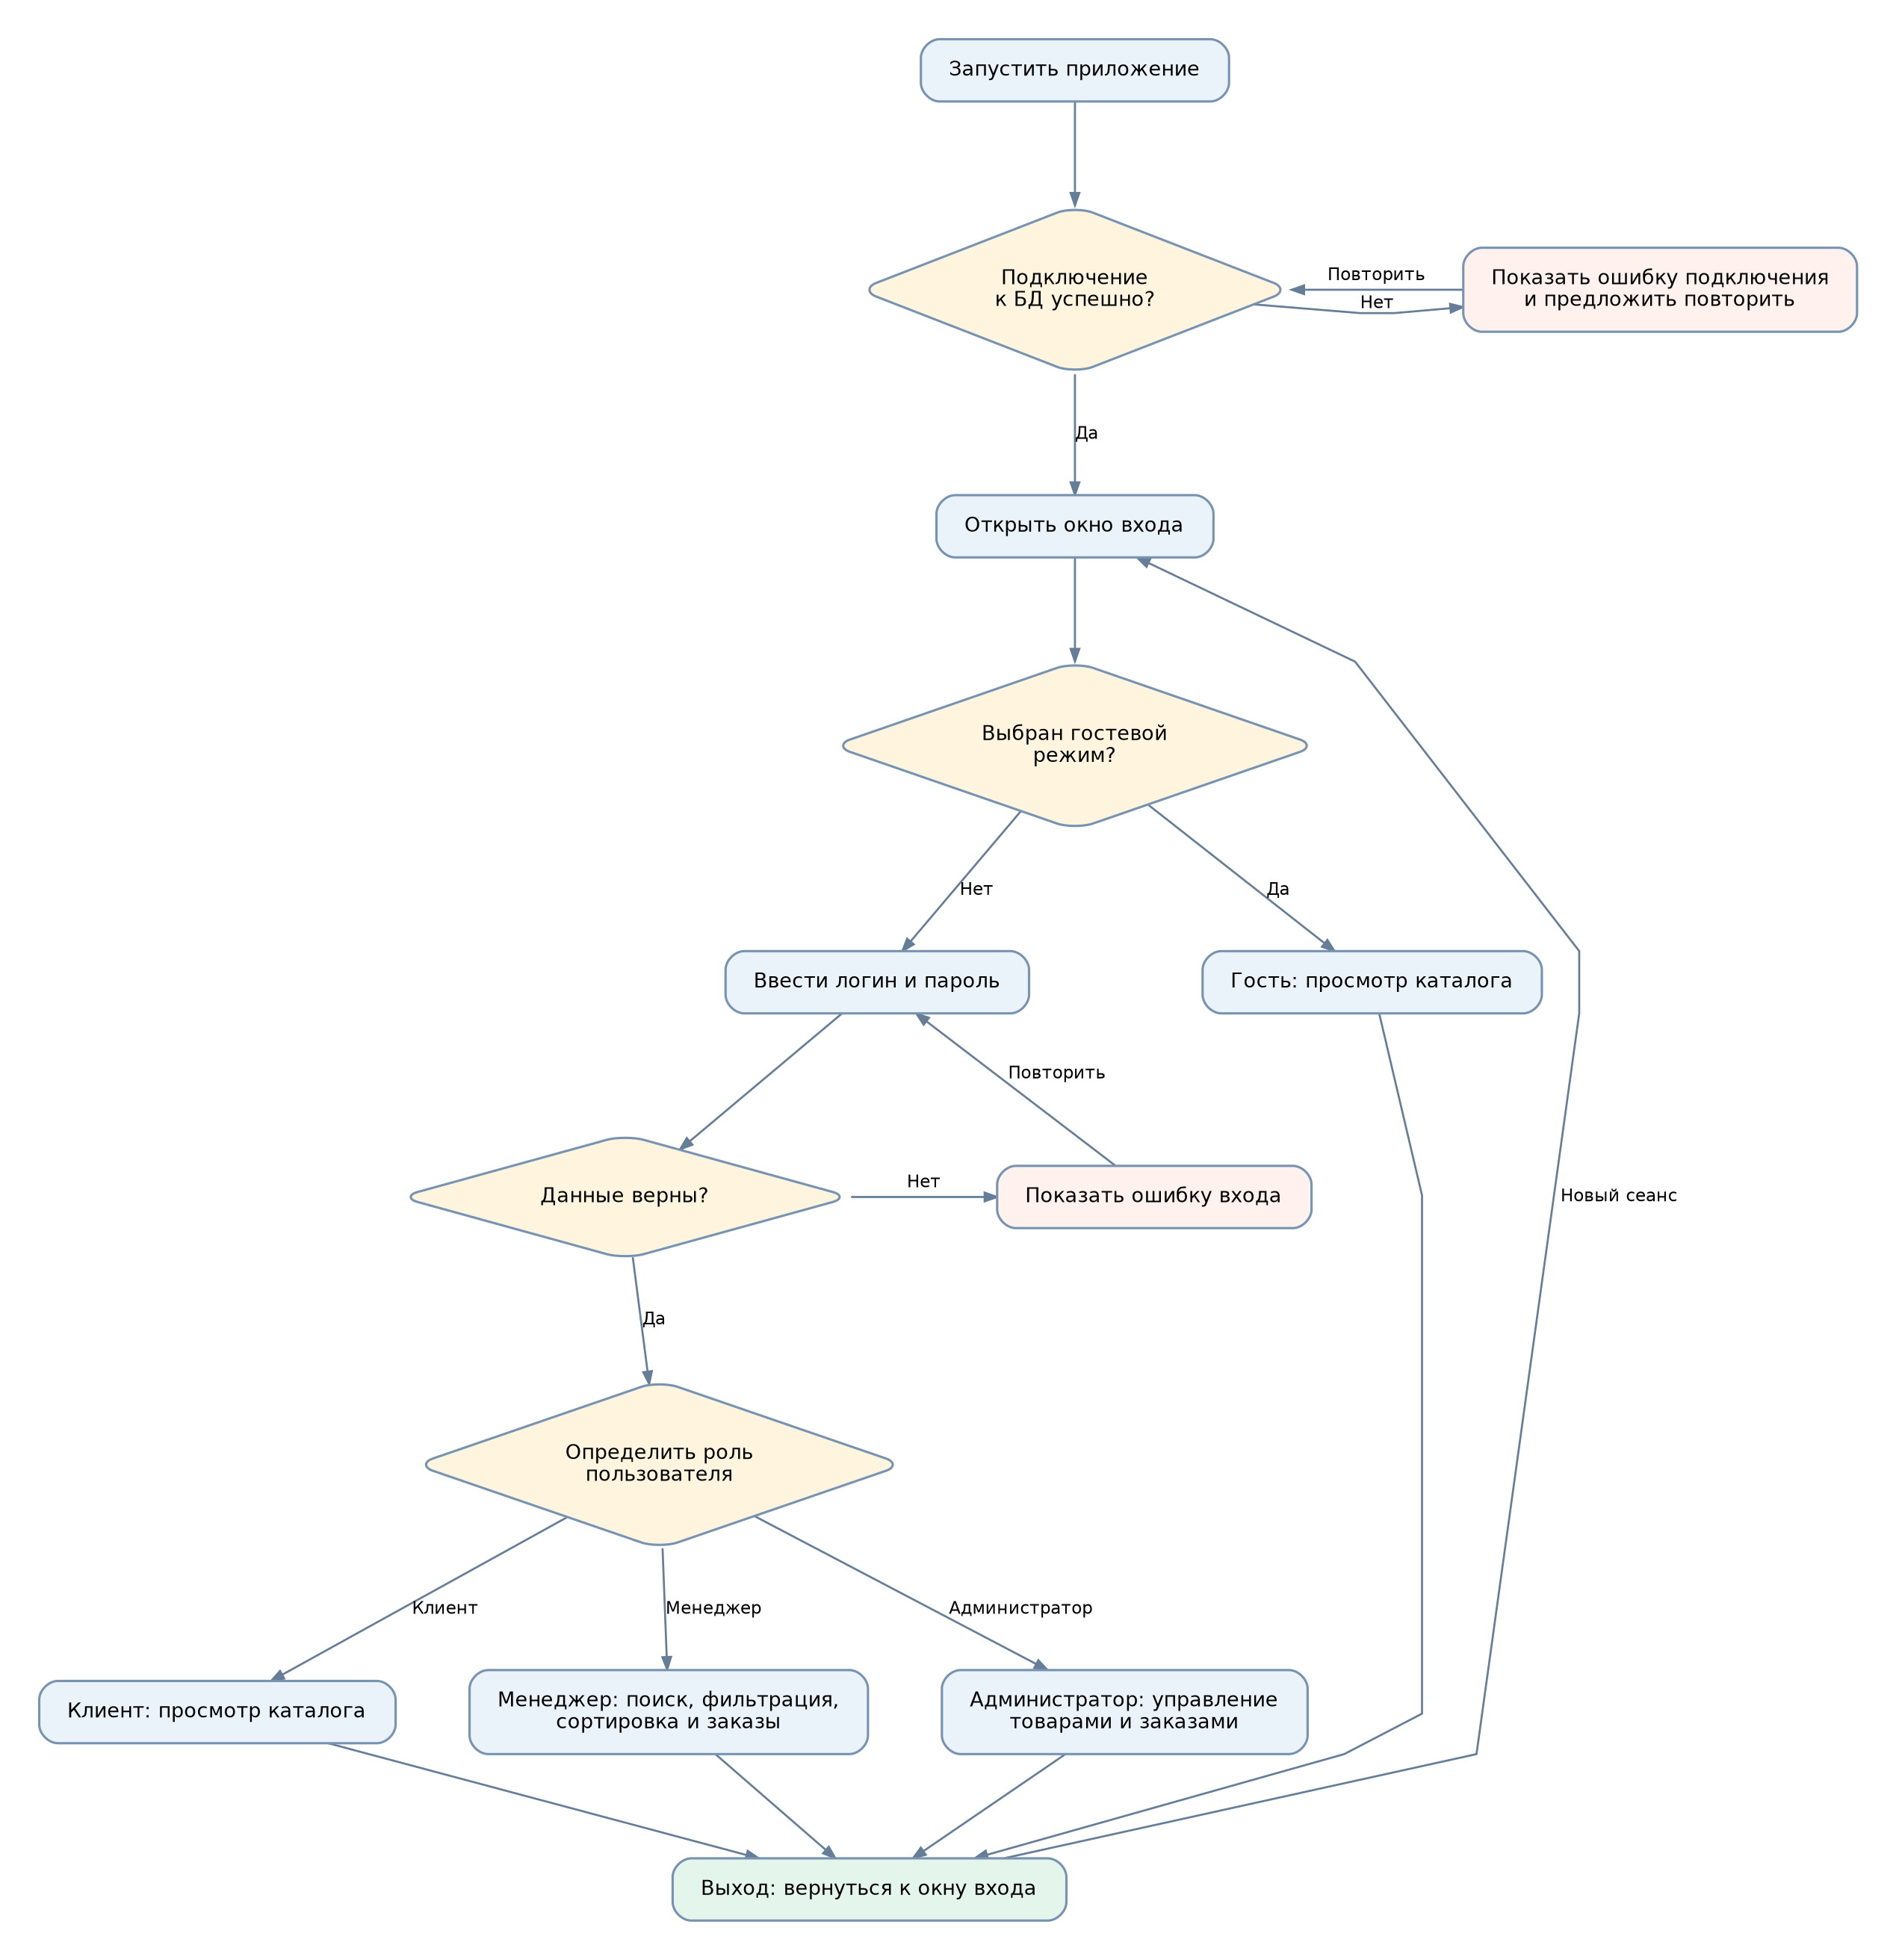 Запустить приложение
Подключение
к БД успешно?
Повторить
Нет
Показать ошибку подключения
и предложить повторить
Да
Открыть окно входа
Выбран гостевой
режим?
Нет
Да
Ввести логин и пароль
Гость: просмотр каталога
Повторить
Данные верны?
Нет
Показать ошибку входа
Новый сеанс
Да
Определить роль
пользователя
Клиент
Менеджер
Администратор
Клиент: просмотр каталога
Менеджер: поиск, фильтрация,
сортировка и заказы
Администратор: управление
товарами и заказами
Выход: вернуться к окну входа